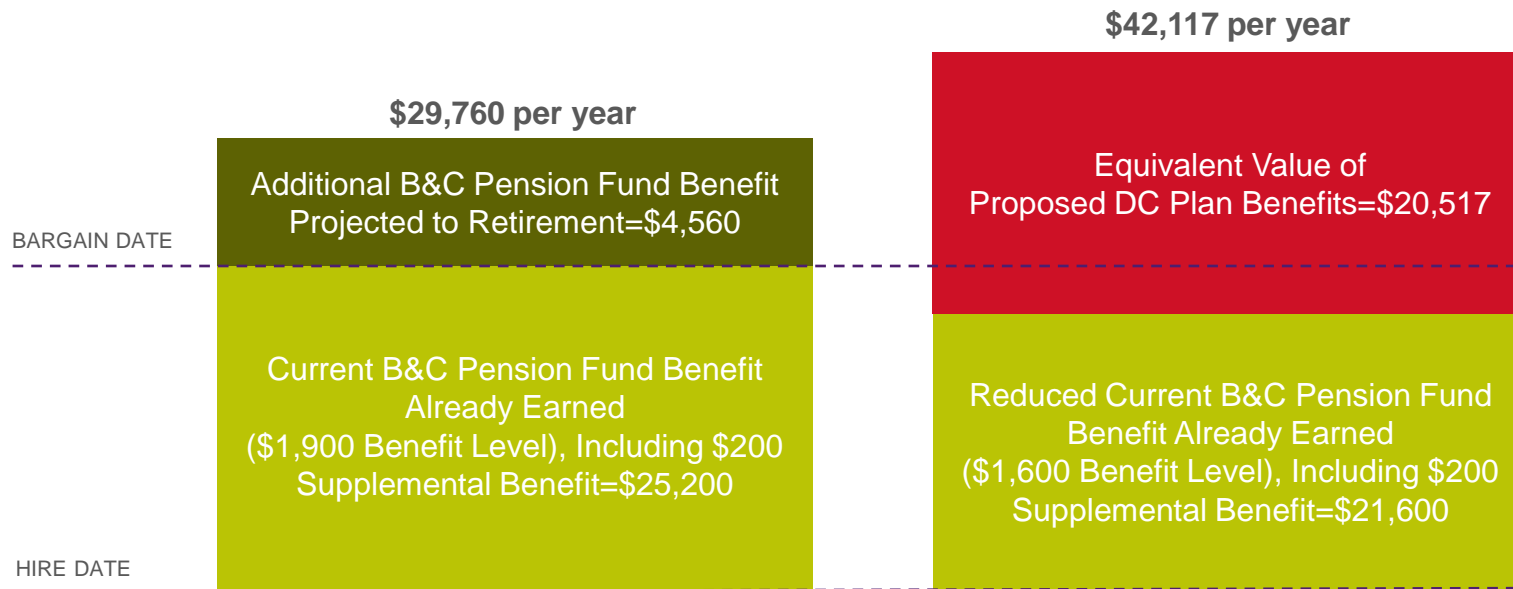 $42,117 per year
$29,760 per year
Additional B&C Pension Fund Benefit
Projected to Retirement=$4,560
Equivalent Value of
Proposed DC Plan Benefits=$20,517
BARGAIN DATE
Current B&C Pension Fund Benefit
Already Earned
($1,900 Benefit Level), Including $200
Supplemental Benefit=$25,200
Reduced Current B&C Pension Fund
Benefit Already Earned
($1,600 Benefit Level), Including $200
Supplemental Benefit=$21,600
HIRE DATE